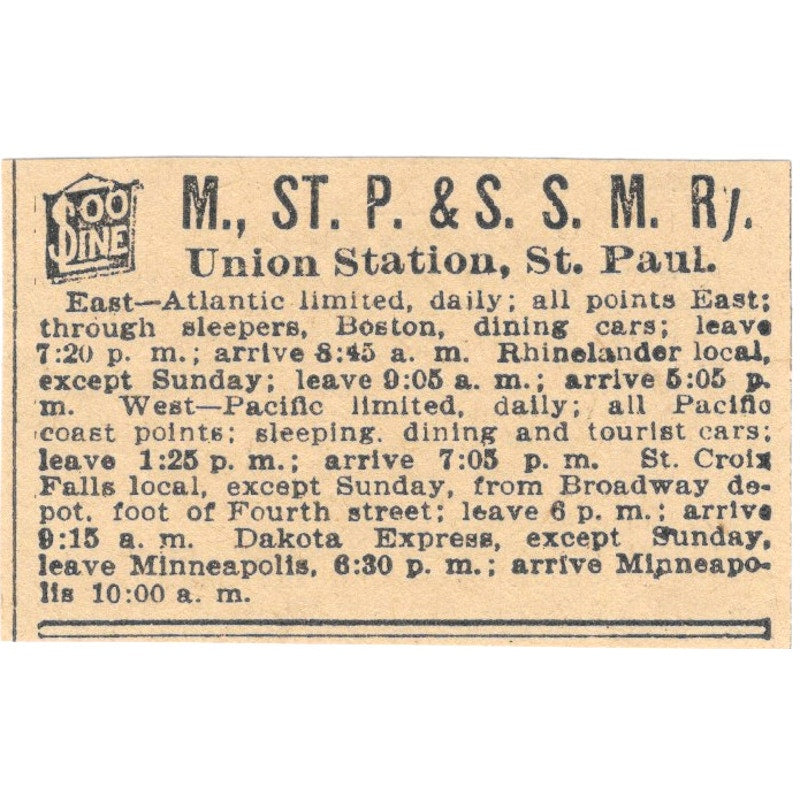 SOO LINE
M., ST. P. & S. S. M. Ry.
Union Station, St. Paul.
East—Atlantic limited, daily; all points East;
through sleepers, Boston, dining cars; leave
7:20 p. m.; arrive 8:45 a. m. Rhinelander local,
except Sunday; leave 9:05 a. m.; arrive 5:05 p.
m. West—Pacific limited, daily; all Pacific
coast points; sleeping, dining and tourist cars;
leave 1:25 p. m.; arrive 7:05 p. m. St. Croix
Falls local, except Sunday, from Broadway de-
pot, foot of Fourth street; leave 6 p. m.; arrive
9:15 a. m. Dakota Express, except Sunday,
leave Minneapolis, 6:30 p. m.; arrive Minneapo-
lis 10:00 a. m.